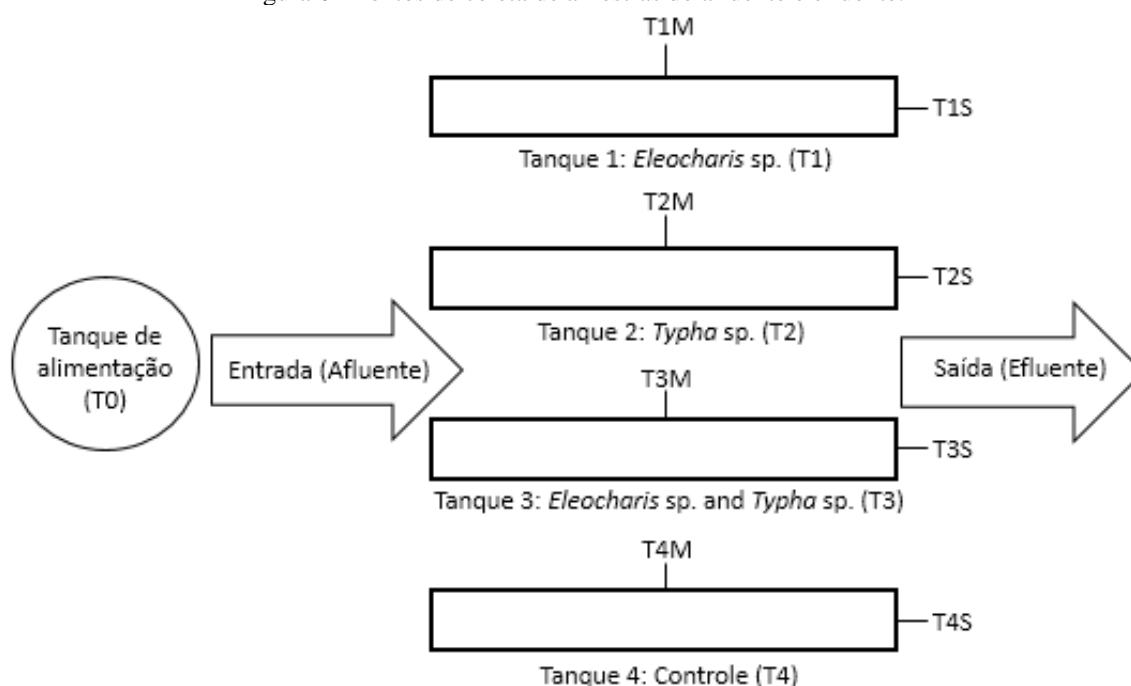 T1M
T1S
Tanque 1: Eleocharis sp. (T1)
T2M
T2S
Tanque 2: Typha sp. (T2)
Tanque de
alimentação
(T0)
Entrada (Afluente)
Saída (Efluente)
T3M
T3S
Tanque 3: Eleocharis sp. and Typha sp. (T3)
T4M
T4S
Tanque 4: Controle (T4)